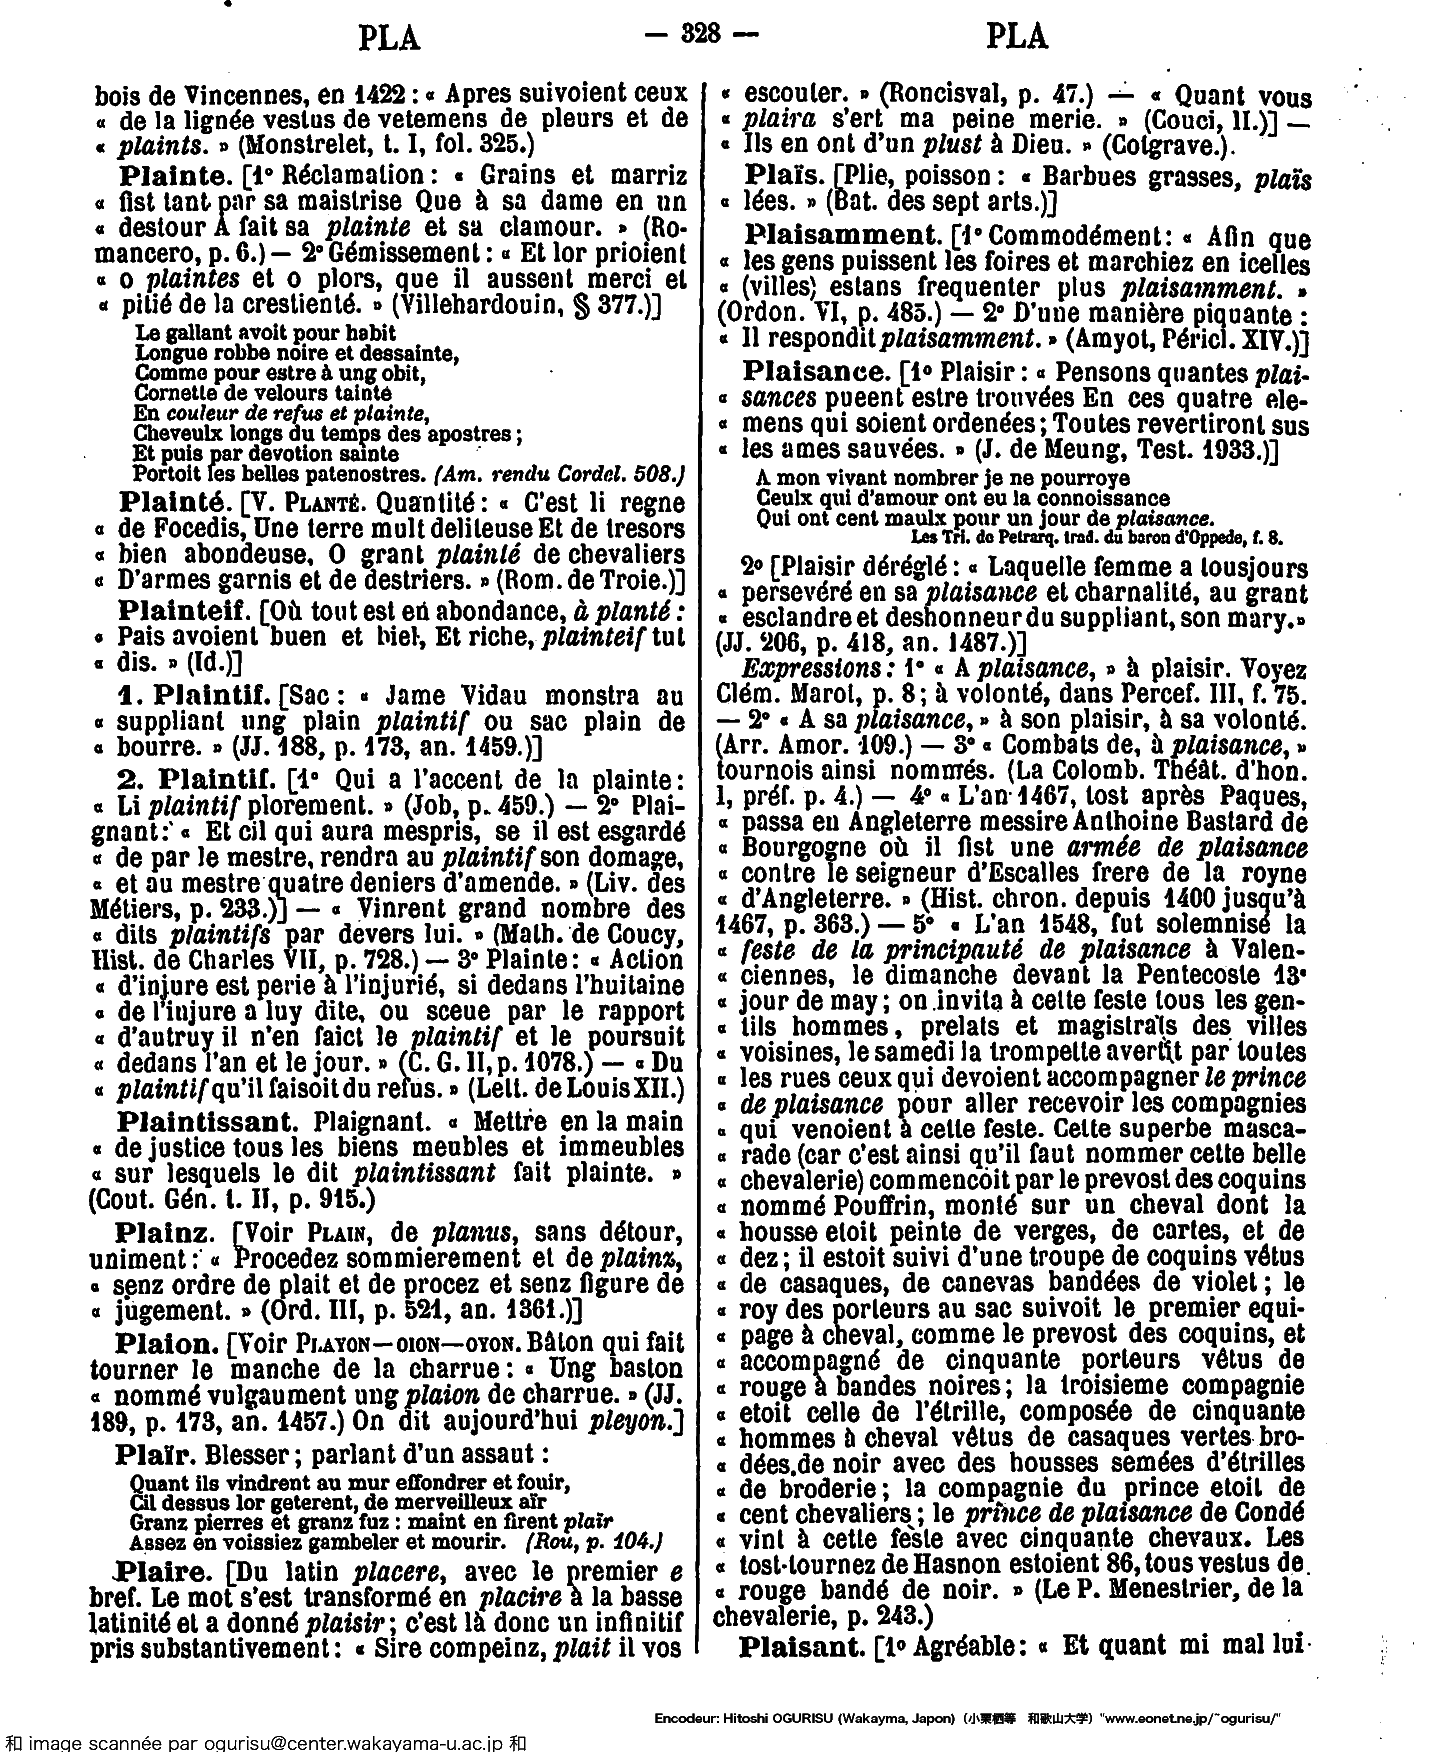 PLA — 328 — PLA
bois de Vincennes, en 1422 : « Apres suivoient ceux
« de la lignée vestus de vetemens de pleurs et de
« plaints. » (Monstrelet, t. I, fol. 325.)
Plainte. [1° Réclamation : « Grains et marriz
« fist tant par sa maistrise Que à sa dame en un
« destour A fait sa plainte et sa clamour. » (Ro-
mancero, p. 6.) — 2° Gémissement : « Et lor prioient
« o plaintes et o plors, que il aussent merci et
« pitié de la crestienté. » (Villehardouin, § 377.)]
Le gallant avoit pour habit
Longue robbe noire et dessainte,
Comme pour estre à ung obit,
Cornette de velours tainté
En couleur de refus et plainte,
Cheveulx longs du temps des apostres ;
Et puis par devotion sainte
Portoit les belles patenostres. (Am. rendu Cordel. 508.)
Plainté. [V. PLANTÉ. Quantité : « C'est li regne
« de Focedis, Une terre mult deliteuse Et de tresors
« bien abondeuse, O grant plainté de chevaliers
« D'armes garnis et de destriers. » (Rom. de Troie.)]
Plainteif. [Où tout est en abondance, à planté :
« Pais avoient buen et biel, Et riche, plainteif tut
« dis. » (Id.)]
1. Plaintif. [Sac : « Jame Vidau monstra au
« suppliant ung plain plaintif ou sac plain de
« bourre. » (JJ. 188, p. 173, an. 1459.)]
2. Plaintif. [1° Qui a l'accent de la plainte :
« Li plaintif plorement. » (Job, p. 459.) — 2° Plai-
gnant : « Et cil qui aura mespris, se il est esgardé
« de par le mestre, rendra au plaintif son domage,
« et au mestre quatre deniers d'amende. » (Liv. des
Métiers, p. 233.)] — « Vinrent grand nombre des
« dits plaintifs par devers lui. » (Math. de Coucy,
Hist. de Charles VII, p. 728.) — 3° Plainte : « Action
« d'injure est perie à l'injurié, si dedans l'huitaine
« de l'injure a luy dite, ou sceue par le rapport
« d'autruy il n'en faict le plaintif et le poursuit
« dedans l'an et le jour. » (C. G. II, p. 1078.) — « Du
« plaintif qu'il faisoit du refus. » (Lett. de Louis XII.)
Plaintissant. Plaignant. « Mettre en la main
« de justice tous les biens meubles et immeubles
« sur lesquels le dit plaintissant fait plainte. »
(Cout. Gén. t. II, p. 915.)
Plainz. [Voir PLAIN, de planus, sans détour,
uniment : « Procedez sommierement et de plainz,
« senz ordre de plait et de procez et senz figure de
« jugement. » (Ord. III, p. 521, an. 1361.)]
Plaion. [Voir PLAYON—OION—OYON. Bâton qui fait
tourner le manche de la charrue : « Ung baston
« nommé vulgaument ung plaion de charrue. » (JJ.
189, p. 173, an. 1457.) On dit aujourd'hui pleyon.]
Plaïr. Blesser ; parlant d'un assaut :
Quant ils vindrent au mur effondrer et fouir,
Cil dessus lor geterent, de merveilleux aïr
Granz pierres et granz fuz : maint en firent plaïr
Assez en voissiez gambeler et mourir. (Rou, p. 104.)
Plaire. [Du latin placere, avec le premier e
bref. Le mot s'est transformé en placire à la basse
latinité et a donné plaisir ; c'est là donc un infinitif
pris substantivement : « Sire compeinz, plait il vos
« escouter. » (Roncisval, p. 47.) — « Quant vous
« plaira s'ert ma peine merie. » (Couci, II.)] —
« Ils en ont d'un plust à Dieu. » (Cotgrave.).
Plaïs. [Plie, poisson : « Barbues grasses, plaïs
« lées. » (Bat. des sept arts.)]
Plaisamment. [1° Commodément : « Afin que
« les gens puissent les foires et marchiez en icelles
« (villes) estans frequenter plus plaisamment. »
(Ordon. VI, p. 485.) — 2° D'une manière piquante :
« Il respondit plaisamment. » (Amyot, Péricl. XIV.)]
Plaisance. [1° Plaisir : « Pensons quantes plai-
« sances pueent estre trouvées En ces quatre ele-
« mens qui soient ordenées ; Toutes revertiront sus
« les ames sauvées. » (J. de Meung, Test. 1933.)]
A mon vivant nombrer je ne pourroye
Ceulx qui d'amour ont eu la connoissance
Qui ont cent maulx pour un jour de plaisance.
Les Tri. de Petrarq. trad. du baron d'Oppede, f. 8.
2° [Plaisir déréglé : « Laquelle femme a tousjours
« persevéré en sa plaisance et charnalité, au grant
« esclandre et deshonneur du suppliant, son mary. »
(JJ. 206, p. 418, an. 1487.)]
Expressions : 1° « A plaisance, » à plaisir. Voyez
Clém. Marot, p. 8 ; à volonté, dans Percef. III, f. 75.
— 2° « A sa plaisance, » à son plaisir, à sa volonté.
(Arr. Amor. 109.) — 3° « Combats de, à plaisance, »
tournois ainsi nommés. (La Colomb. Théât. d'hon.
I, préf. p. 4.) — 4° « L'an 1467, tost après Paques,
« passa en Angleterre messire Anthoine Bastard de
« Bourgogne où il fist une armée de plaisance
« contre le seigneur d'Escalles frere de la royne
« d'Angleterre. » (Hist. chron. depuis 1400 jusqu'à
1467, p. 363.) — 5° « L'an 1548, fut solemnisé la
« feste de la principauté de plaisance à Valen-
« ciennes, le dimanche devant la Pentecoste 13e
« jour de may ; on invita à cette feste tous les gen-
« tils hommes, prelats et magistrats des villes
« voisines, le samedi la trompette avertit par toutes
« les rues ceux qui devoient accompagner le prince
« de plaisance pour aller recevoir les compagnies
« qui venoient à cette feste. Cette superbe masca-
« rade (car c'est ainsi qu'il faut nommer cette belle
« chevalerie) commencoit par le prevost des coquins
« nommé Pouffrin, monté sur un cheval dont la
« housse etoit peinte de verges, de cartes, et de
« dez ; il estoit suivi d'une troupe de coquins vêtus
« de casaques, de canevas bandées de violet ; le
« roy des porteurs au sac suivoit le premier equi-
« page à cheval, comme le prevost des coquins, et
« accompagné de cinquante porteurs vêtus de
« rouge à bandes noires ; la troisieme compagnie
« etoit celle de l'étrille, composée de cinquante
« hommes à cheval vêtus de casaques vertes bro-
« dées de noir avec des housses semées d'étrilles
« de broderie ; la compagnie du prince etoit de
« cent chevaliers ; le prince de plaisance de Condé
« vint à cette feste avec cinquante chevaux. Les
« tost-tournez de Hasnon estoient 86, tous vestus de
« rouge bandé de noir. » (Le P. Menestrier, de la
chevalerie, p. 243.)
Plaisant. [1° Agréable : « Et quant mi mal lui
Encodeur: Hitoshi OGURISU (Wakayma, Japon) (小栗栖等 和歌山大学) "www.eonet.ne.jp/~ogurisu/"
和 image scannée par ogurisu@center.wakayama-u.ac.jp 和